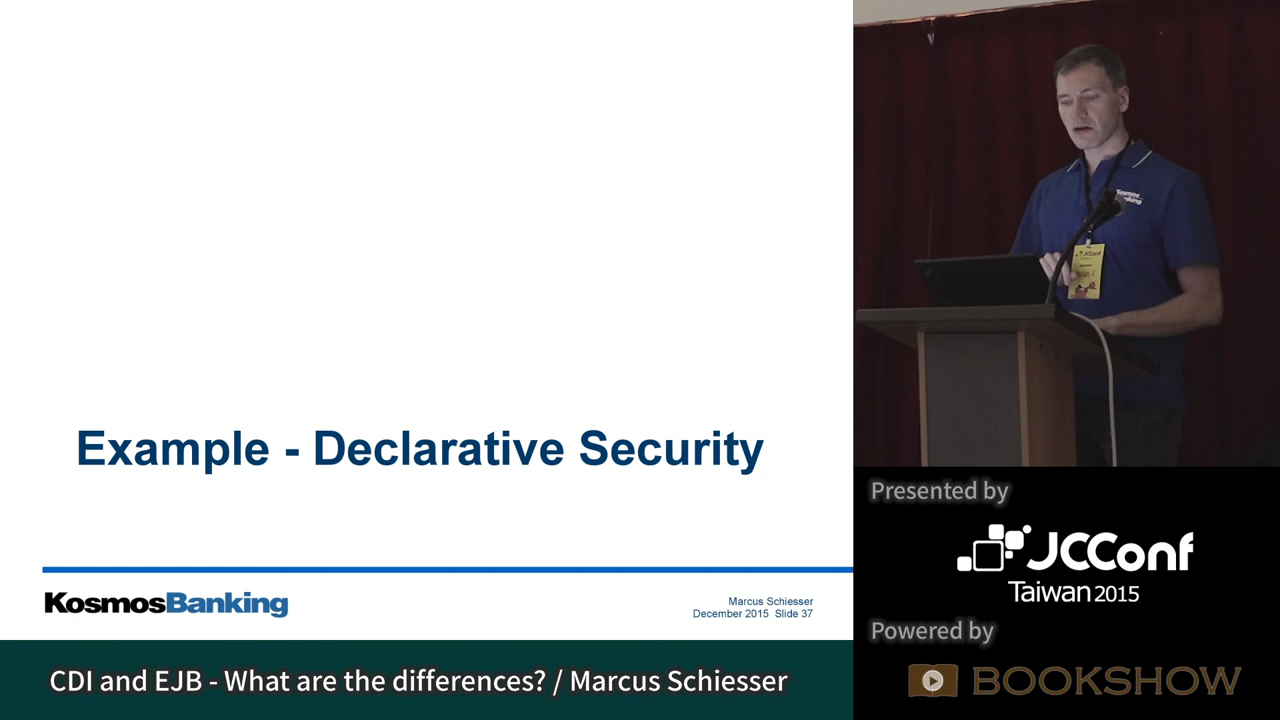 Example - Declarative Security
KosmosBanking
Marcus Schiesser
December 2015 Slide 37
CDI and EJB - What are the differences? / Marcus Schiesser
JCConf
Presented by
JCConf
Taiwan 2015
Powered by
BOOKSHOW